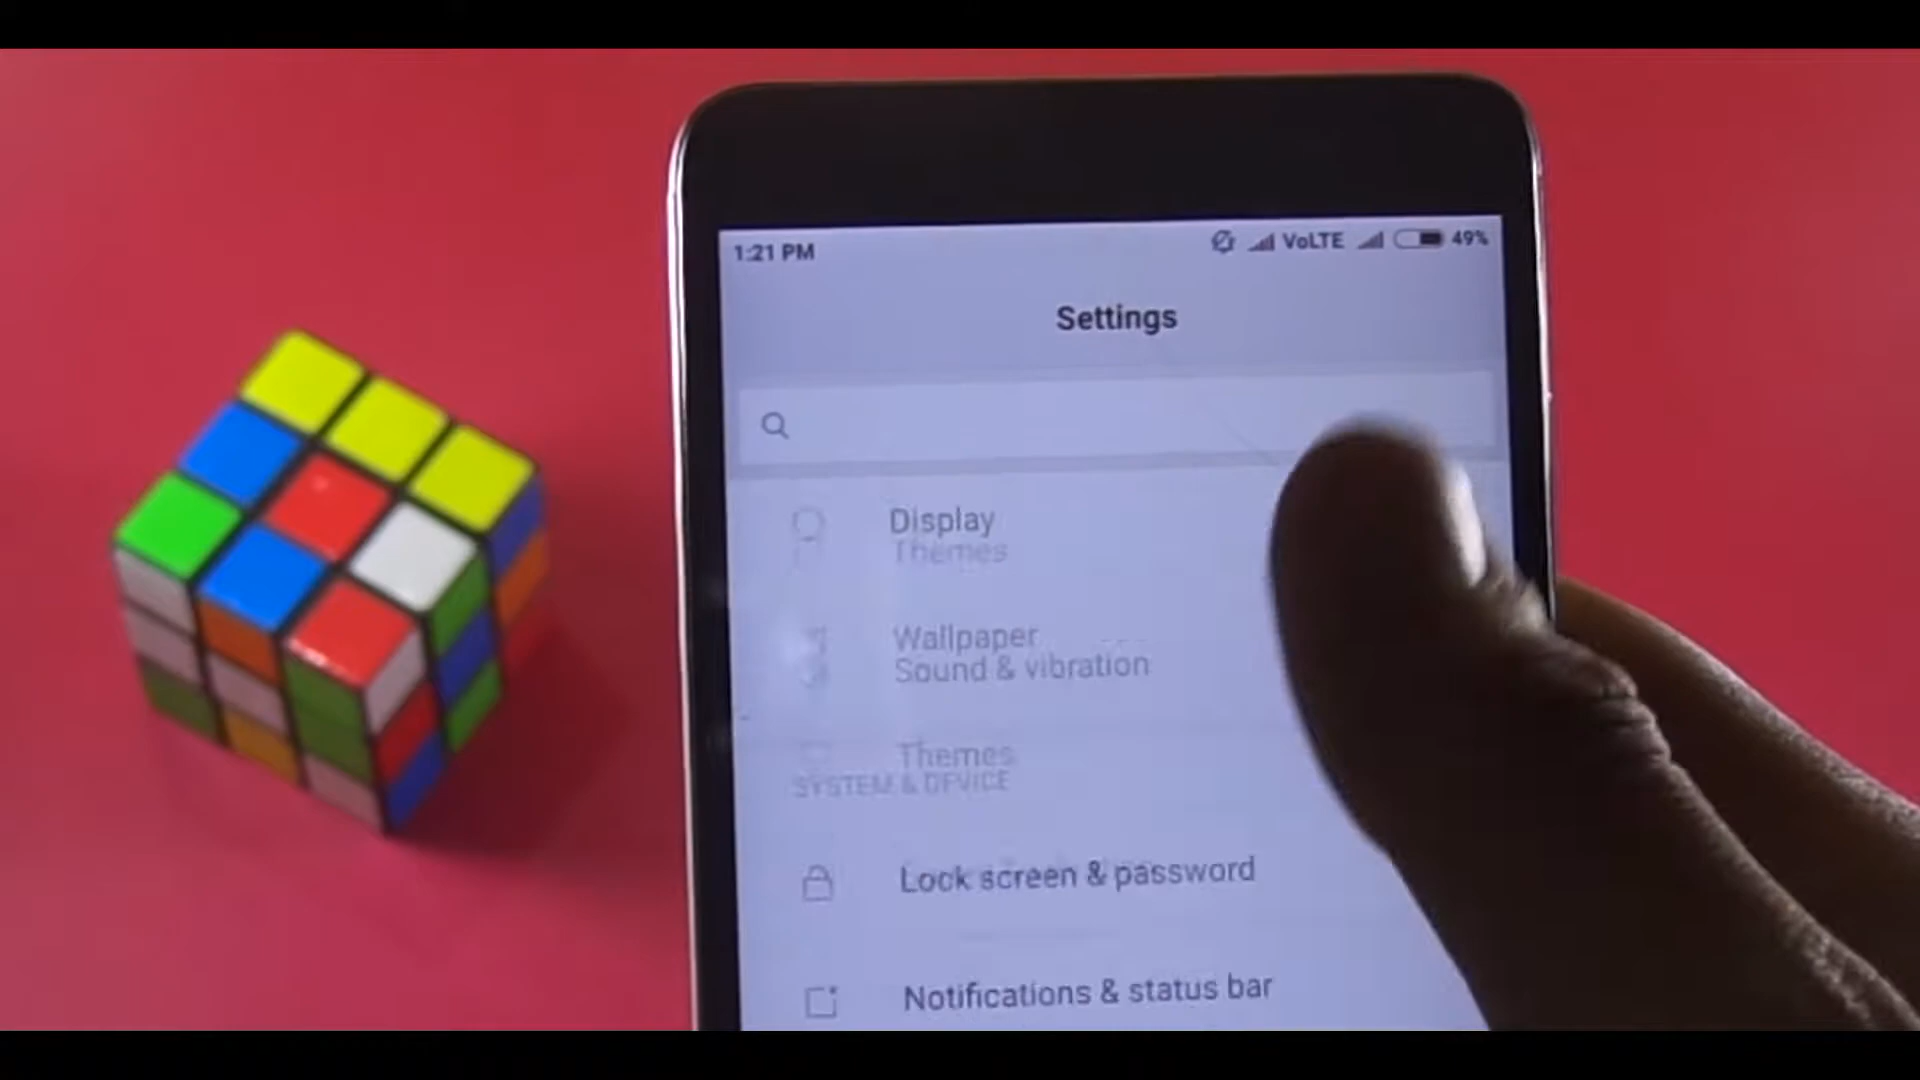 1:21 PM VoLTE 49%
Settings
Display
Themes
Wallpaper
Sound & vibration
Themes
SYSTEM & DEVICE
Lock screen & password
Notifications & status bar